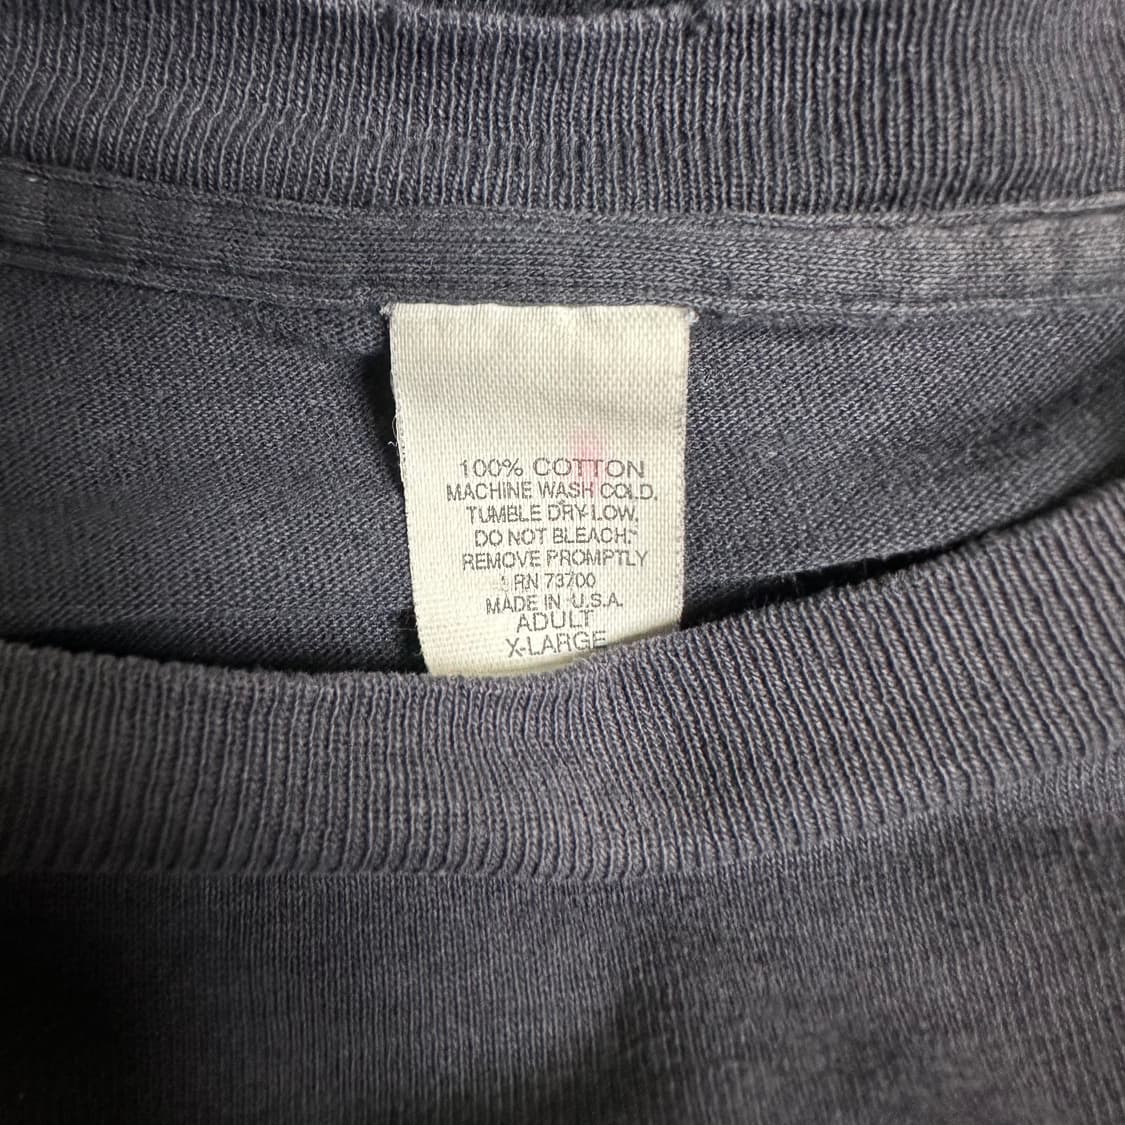 100% COTTON
MACHINE WASH COLD,
TUMBLE DRY LOW,
DO NOT BLEACH.
REMOVE PROMPTLY
RN 73700
MADE IN U.S.A.
ADULT
X-LARGE